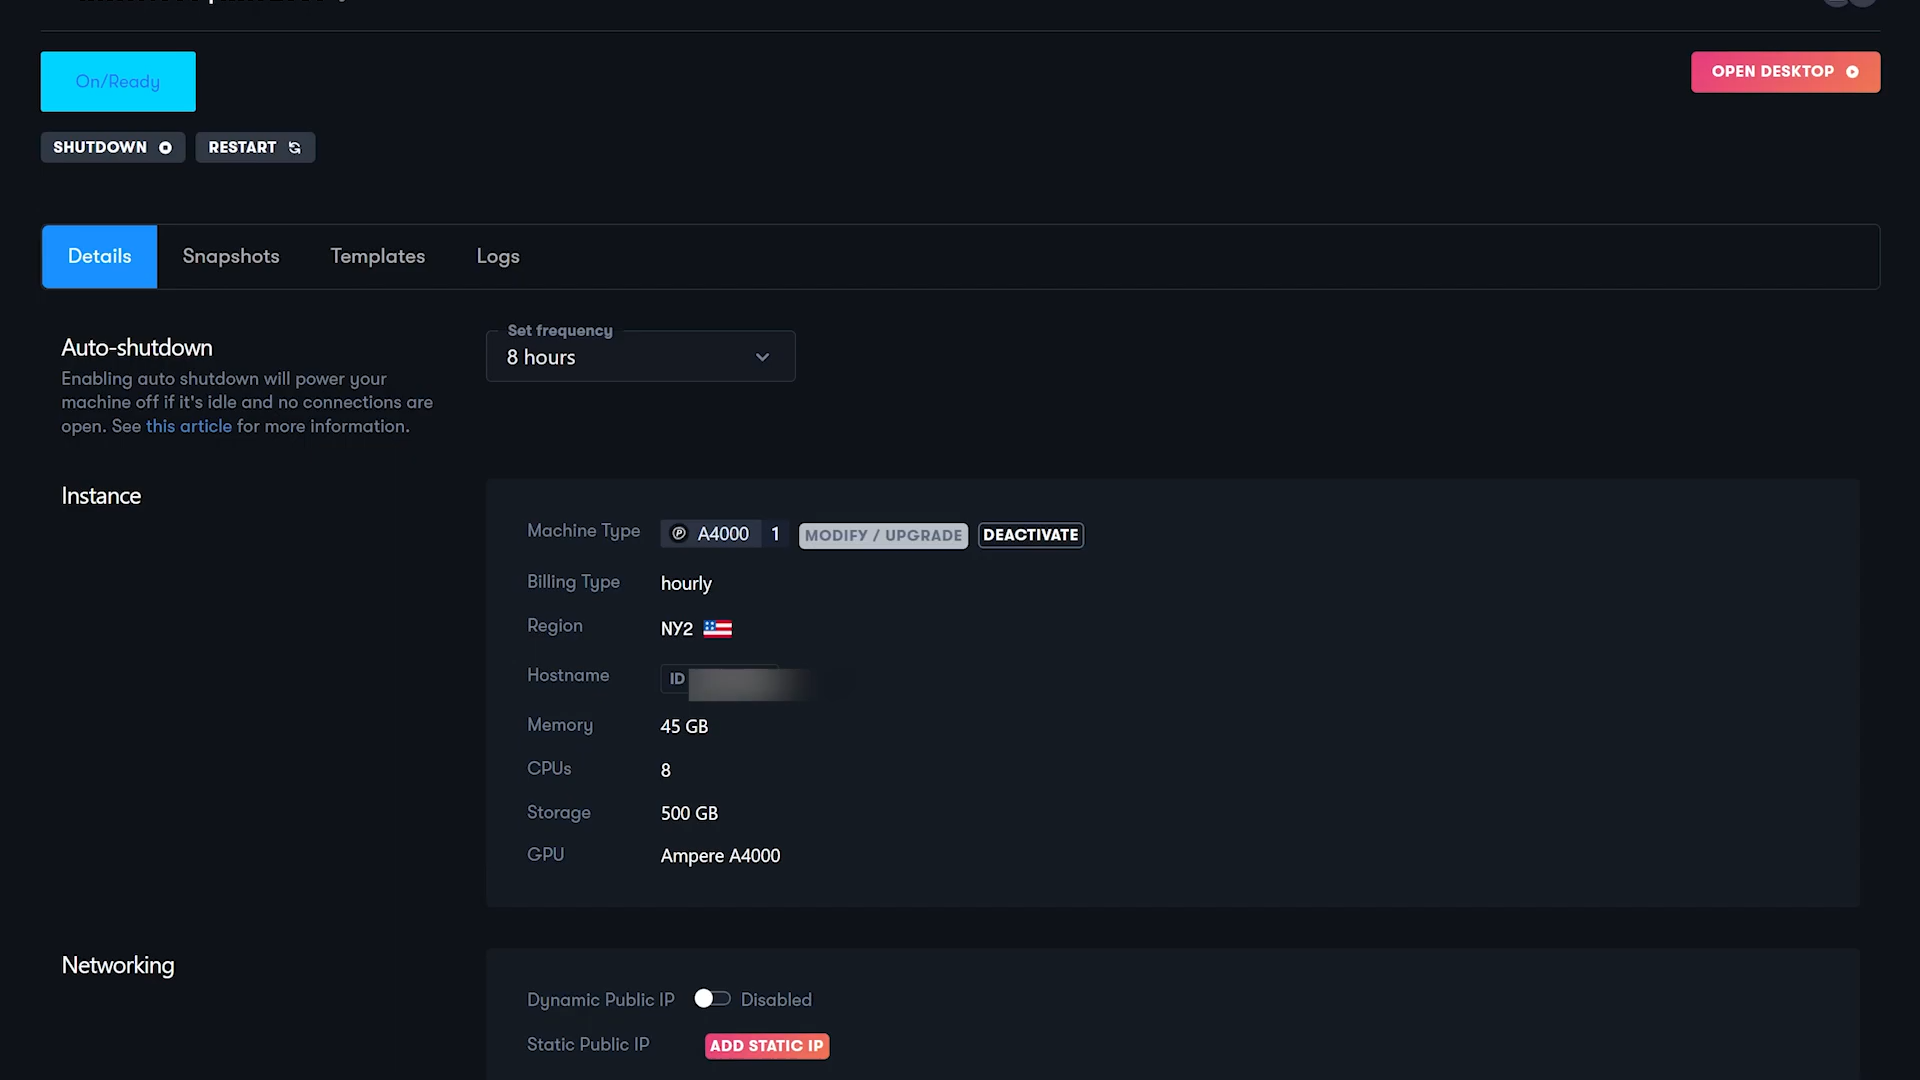 On/Ready
OPEN DESKTOP
SHUTDOWN
RESTART
Details
Snapshots
Templates
Logs
Auto-shutdown
Enabling auto shutdown will power your
machine off if it's idle and no connections are
open. See this article for more information.
Set frequency
8 hours
Instance
Machine Type A4000 1 MODIFY / UPGRADE DEACTIVATE
Billing Type hourly
Region NY2
Hostname ID
Memory 45 GB
CPUs 8
Storage 500 GB
GPU Ampere A4000
Networking
Dynamic Public IP Disabled
Static Public IP ADD STATIC IP